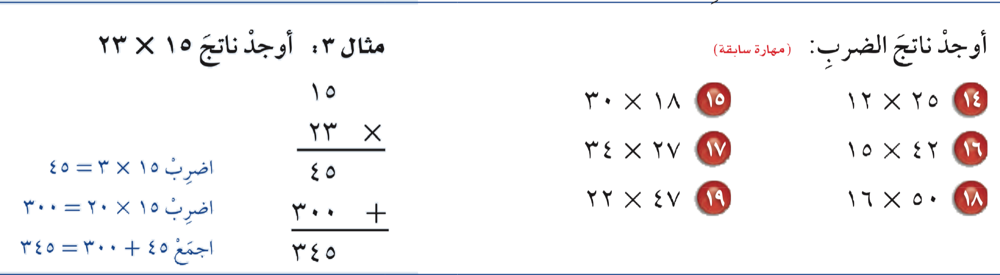 أوجدْ ناتجَ الضربِ: (مهارة سابقة)
١٤ ٢٥ × ١٢
١٥ ١٨ × ٣٠
١٦ ٤٢ × ١٥
١٧ ٢٧ × ٣٤
١٨ ٥٠ × ١٦
١٩ ٤٧ × ٢٢
مثال ٣: أوجدْ ناتجَ ١٥ × ٢٣
١٥
× ٢٣
٤٥ اضرِبْ ١٥ × ٣ = ٤٥
+ ٣٠٠ اضرِبْ ١٥ × ٢٠ = ٣٠٠
٣٤٥ اجمَعْ ٤٥ + ٣٠٠ = ٣٤٥